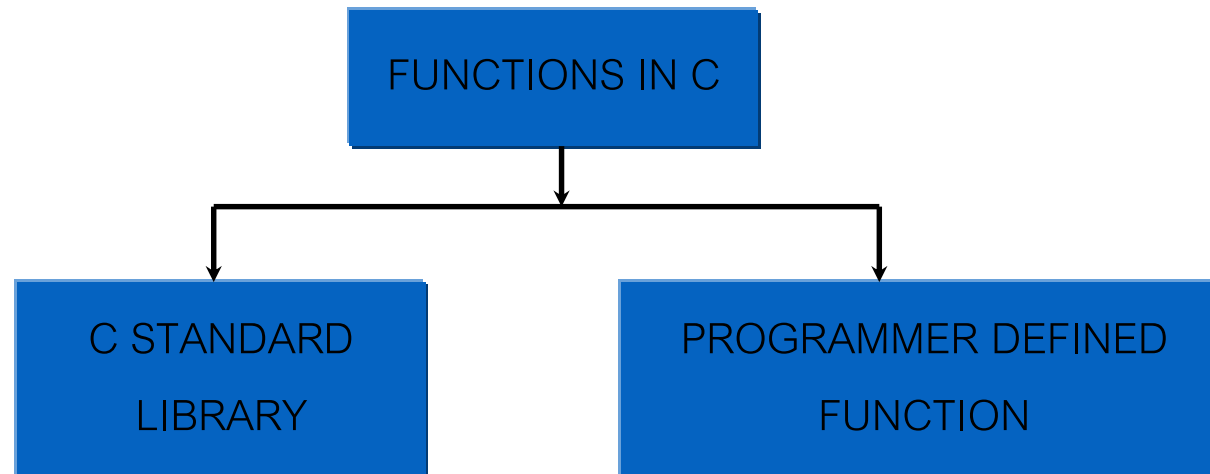 FUNCTIONS IN C
C STANDARD
LIBRARY
PROGRAMMER DEFINED
FUNCTION